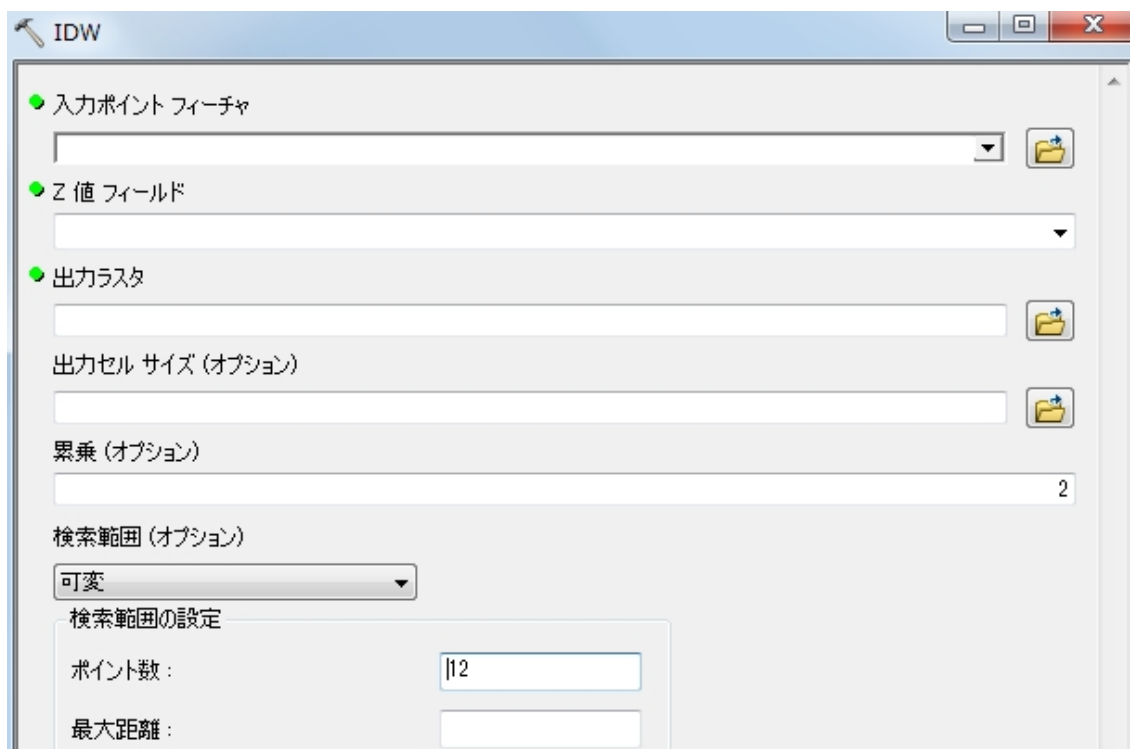 IDW
入力ポイント フィーチャ
Z 値 フィールド
出力ラスタ
出力セル サイズ (オプション)
累乗 (オプション)
2
検索範囲 (オプション)
可変
検索範囲の設定
ポイント数 : 12
最大距離 :